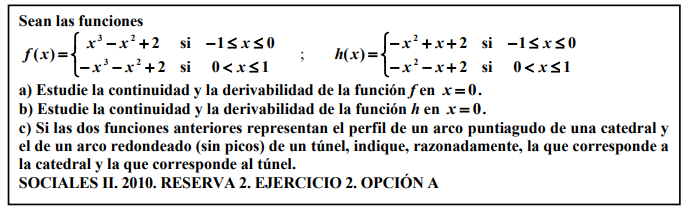 Sean las funciones
f(x)= { x³ − x² + 2 si −1 ≤ x ≤ 0 ; h(x)= { −x² + x + 2 si −1 ≤ x ≤ 0
−x³ − x² + 2 si 0 < x ≤ 1 −x² − x + 2 si 0 < x ≤ 1
a) Estudie la continuidad y la derivabilidad de la función f en x = 0.
b) Estudie la continuidad y la derivabilidad de la función h en x = 0.
c) Si las dos funciones anteriores representan el perfil de un arco puntiagudo de una catedral y
el de un arco redondeado (sin picos) de un túnel, indique, razonadamente, la que corresponde a
la catedral y la que corresponde al túnel.
SOCIALES II. 2010. RESERVA 2. EJERCICIO 2. OPCIÓN A